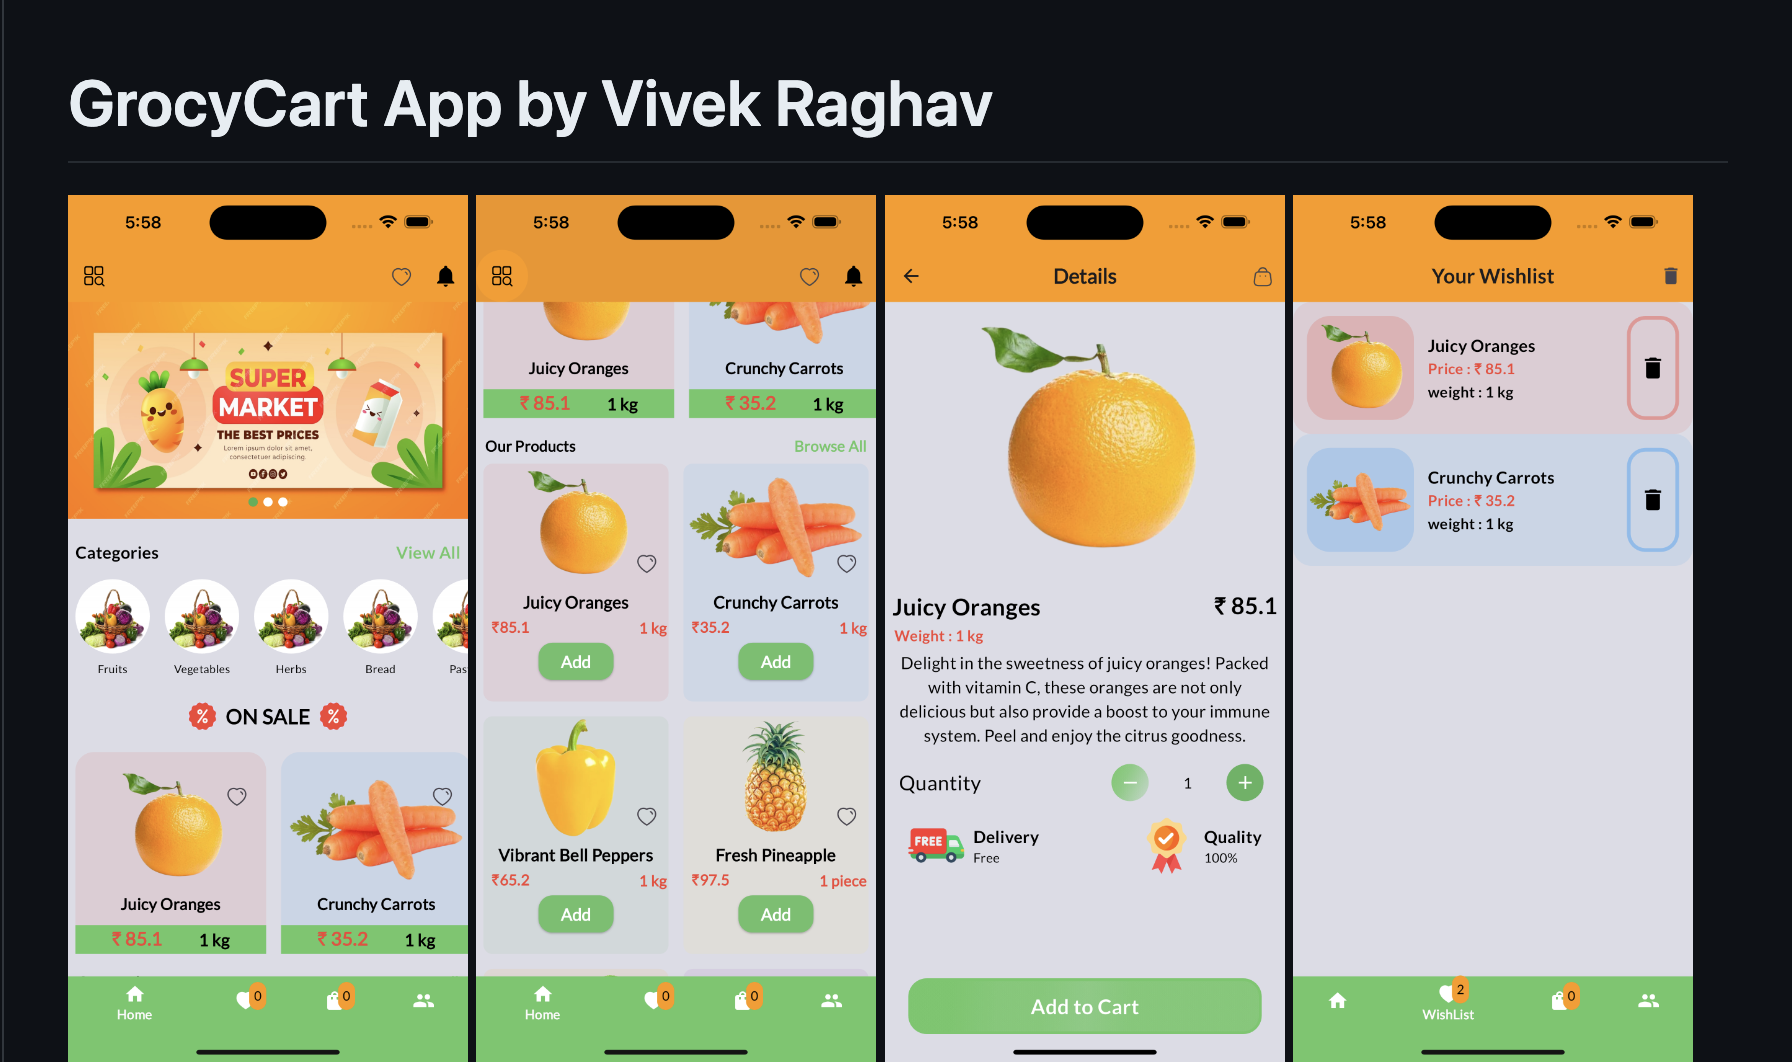 GrocyCart App by Vivek Raghav
5:58
SUPER
MARKET
THE BEST PRICES
Lorem ipsum dolor sit amet,
consectetuer adipiscing
Categories
View All
Fruits
Vegetables
Herbs
Bread
Pas
% ON SALE %
Juicy Oranges
₹ 85.1 1 kg
Crunchy Carrots
₹ 35.2 1 kg
Home
0
0
5:58
Juicy Oranges
₹ 85.1 1 kg
Crunchy Carrots
₹ 35.2 1 kg
Our Products
Browse All
Juicy Oranges
₹85.1 1 kg
Add
Crunchy Carrots
₹35.2 1 kg
Add
Vibrant Bell Peppers
₹65.2 1 kg
Add
Fresh Pineapple
₹97.5 1 piece
Add
Home
0
0
5:58
Details
Juicy Oranges
₹ 85.1
Weight : 1 kg
Delight in the sweetness of juicy oranges! Packed
with vitamin C, these oranges are not only
delicious but also provide a boost to your immune
system. Peel and enjoy the citrus goodness.
Quantity
1
FREE
Delivery
Free
Quality
100%
Add to Cart
5:58
Your Wishlist
Juicy Oranges
Price : ₹ 85.1
weight : 1 kg
Crunchy Carrots
Price : ₹ 35.2
weight : 1 kg
2
WishList
0